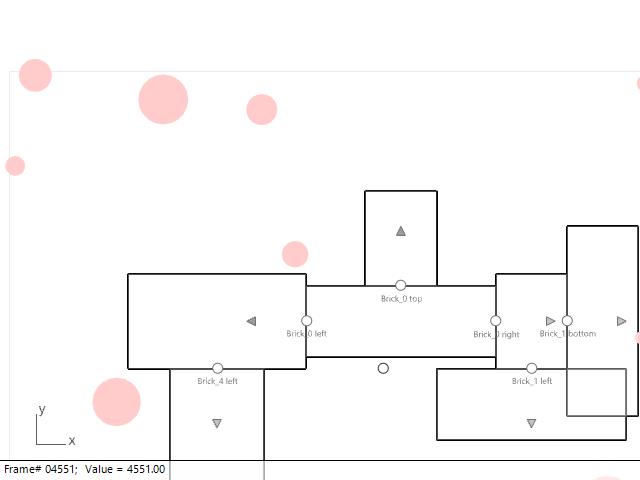 Brick_0 top
Brick_0 left
Brick_0 right
Brick_1 bottom
Brick_4 left
Brick_1 left
y
x
Frame# 04551; Value = 4551.00